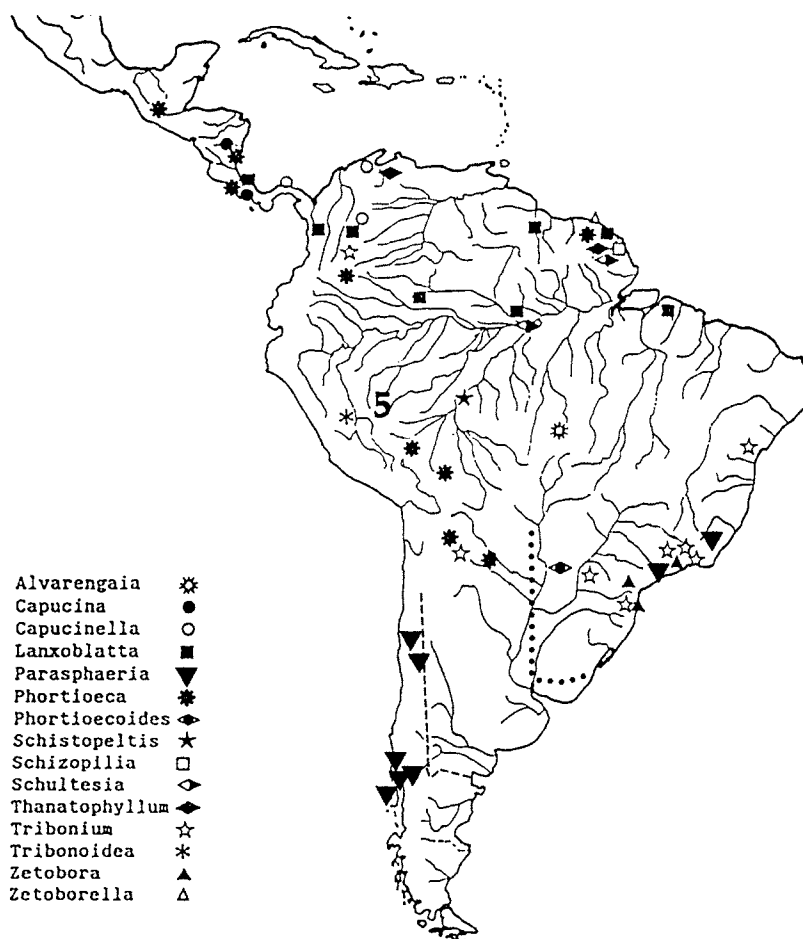 5
Alvarengaia
Capucina
Capucinella
Lanxoblatta
Parasphaeria
Phortioeca
Phortioecoides
Schistopeltis
Schizopilia
Schultesia
Thanatophyllum
Tribonium
Tribonoidea
Zetobora
Zetoborella